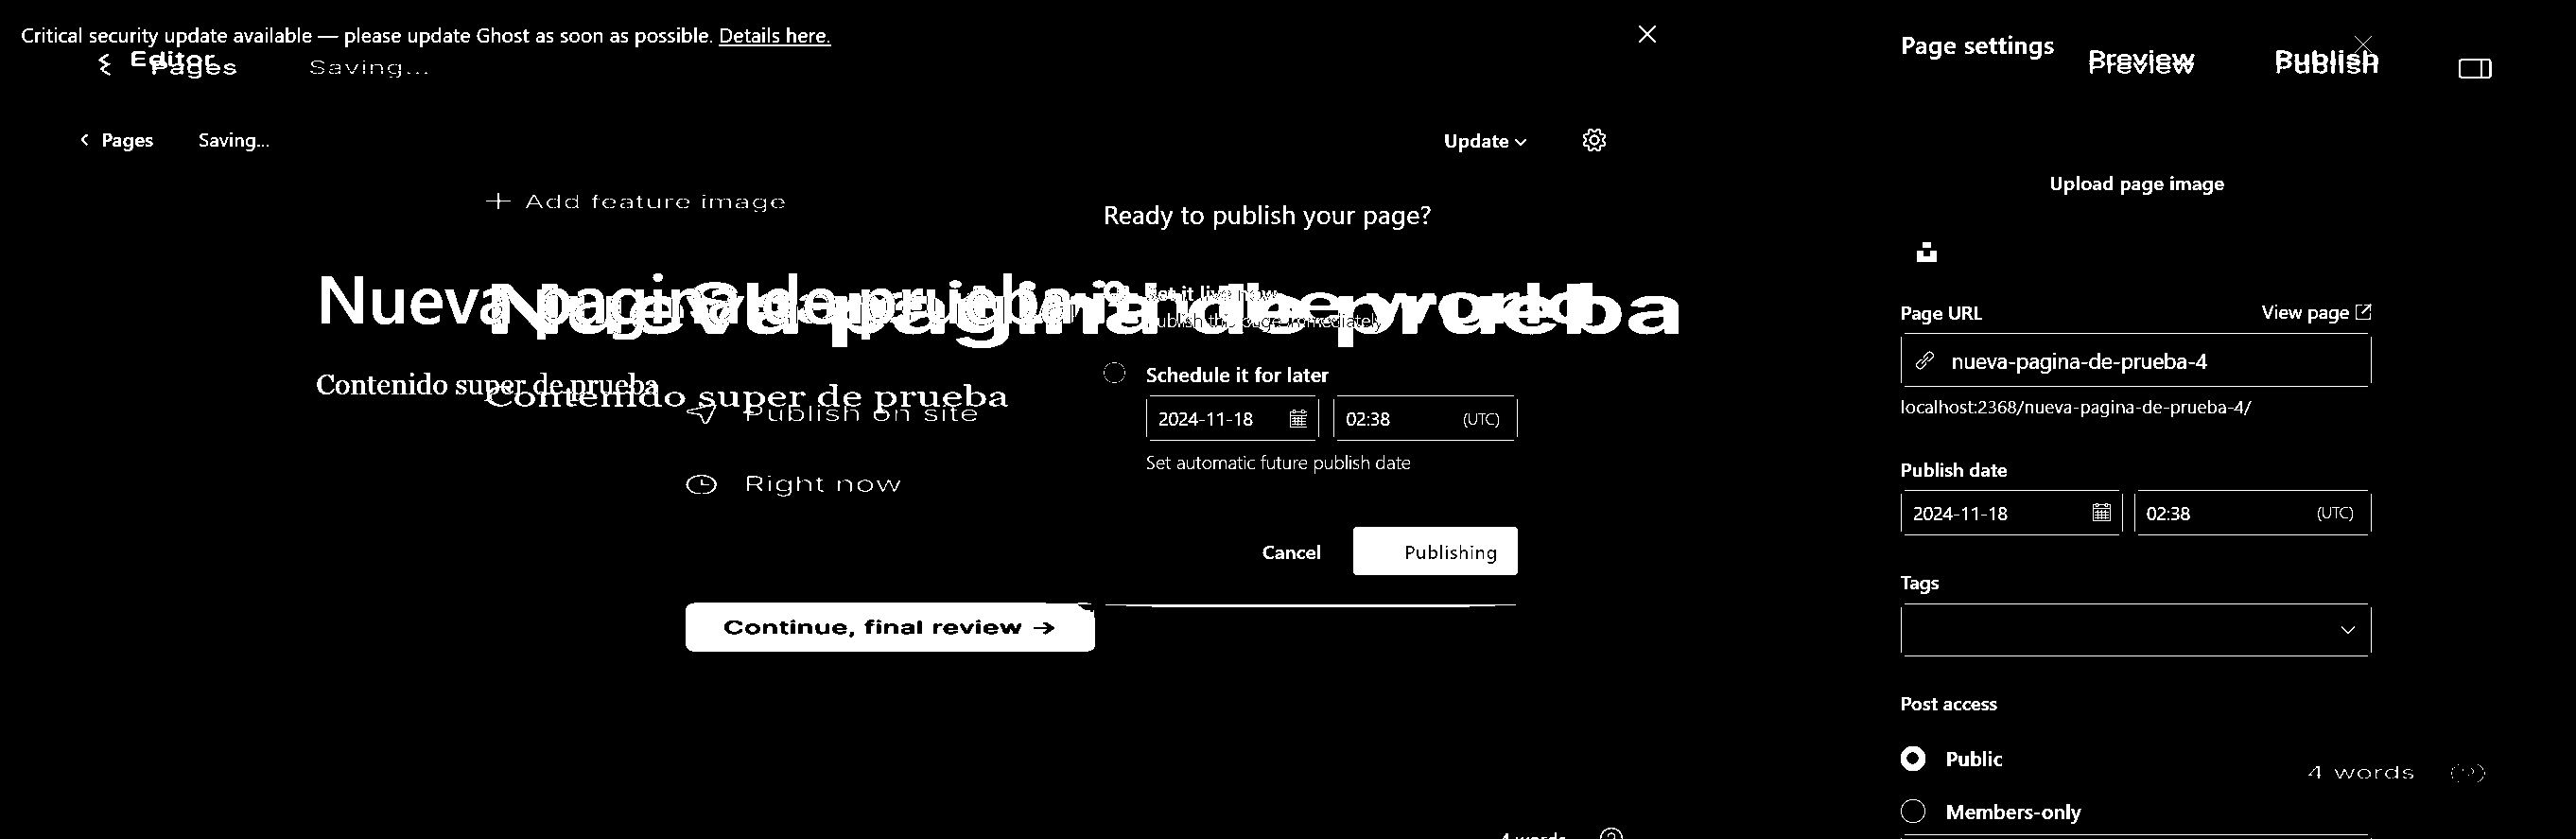 Critical security update available — please update Ghost as soon as possible. Details here.
Page settings
Editor
Pages
Saving...
Preview
Publish
Pages
Saving...
Update
Upload page image
Add feature image
Ready to publish your page?
Nueva pagina de prueba
Nueva pagina de prueba
Set it live now
Publish this page immediately
Page URL
View page
nueva-pagina-de-prueba-4
localhost:2368/nueva-pagina-de-prueba-4/
Contenido super de prueba
Contenido super de prueba
Publish on site
Schedule it for later
2024-11-18
02:38
(UTC)
Set automatic future publish date
Right now
Publish date
2024-11-18
02:38
(UTC)
Cancel
Publishing
Tags
Continue, final review →
Post access
Public
4 words
Members-only
4 words